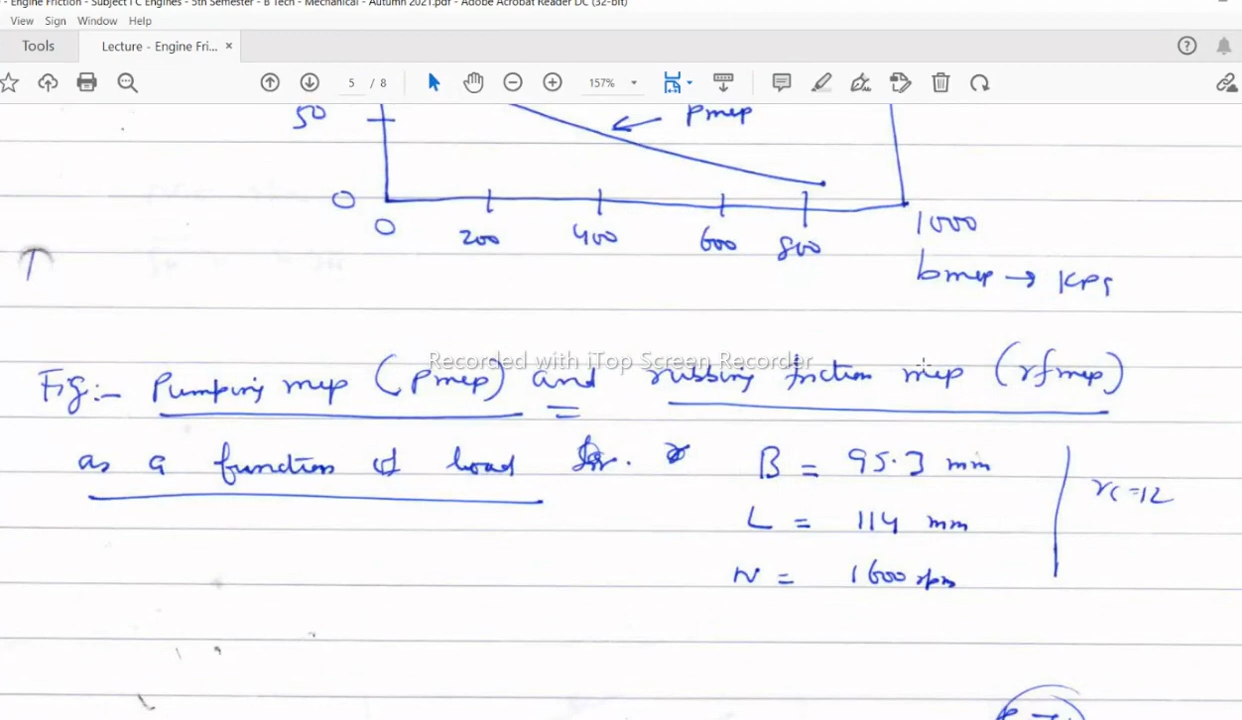 - Engine Friction - Subject I C Engines - 5th Semester - B Tech - Mechanical - Autumn 2021.pdf - Adobe Acrobat Reader DC (32-bit)
View Sign Window Help
Tools Lecture - Engine Fri... ×
5 / 8 157%
50 pmep
0
0 200 400 600 800 1000
bmep → KPa
Recorded with iTop Screen Recorder
Fig:- Pumping mep (pmep) and rubbing friction mep (rfmep)
as a function of load for B = 95.3 mm
rc=12
L = 114 mm
N = 1600 rpm